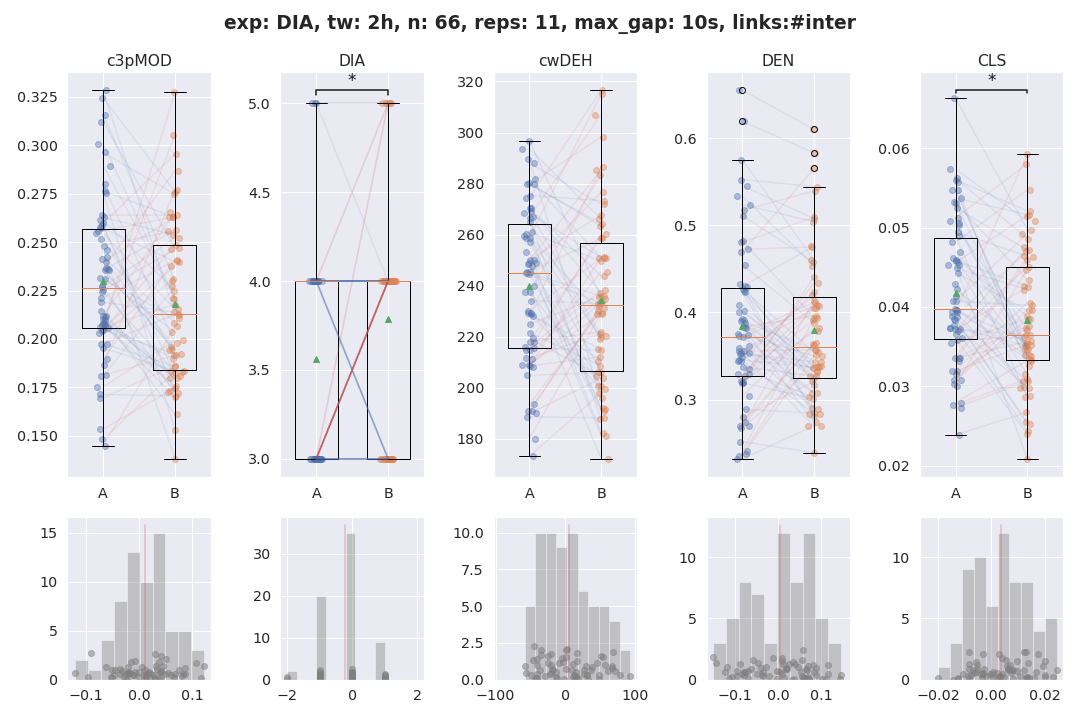 exp: DIA, tw: 2h, n: 66, reps: 11, max_gap: 10s, links:#inter
c3pMOD DIA cwDEH DEN CLS
* *
0.325 0.300 0.275 0.250 0.225 0.200 0.175 0.150
A B
5.0 4.5 4.0 3.5 3.0
A B
320 300 280 260 240 220 200 180
A B
0.6 0.5 0.4 0.3
A B
0.06 0.05 0.04 0.03 0.02
A B
15 10 5 0
−0.1 0.0 0.1
30 20 10 0
−2 0 2
10.0 7.5 5.0 2.5 0.0
−100 0 100
10 5 0
−0.1 0.0 0.1
10 5 0
−0.02 0.00 0.02